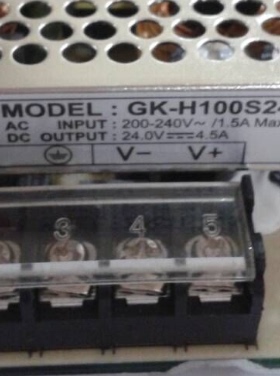 MODEL : GK-H100S24
AC INPUT : 200-240V~ /1.5A Max
DC OUTPUT : 24.0V⎓4.5A
V- V+
3 4 5